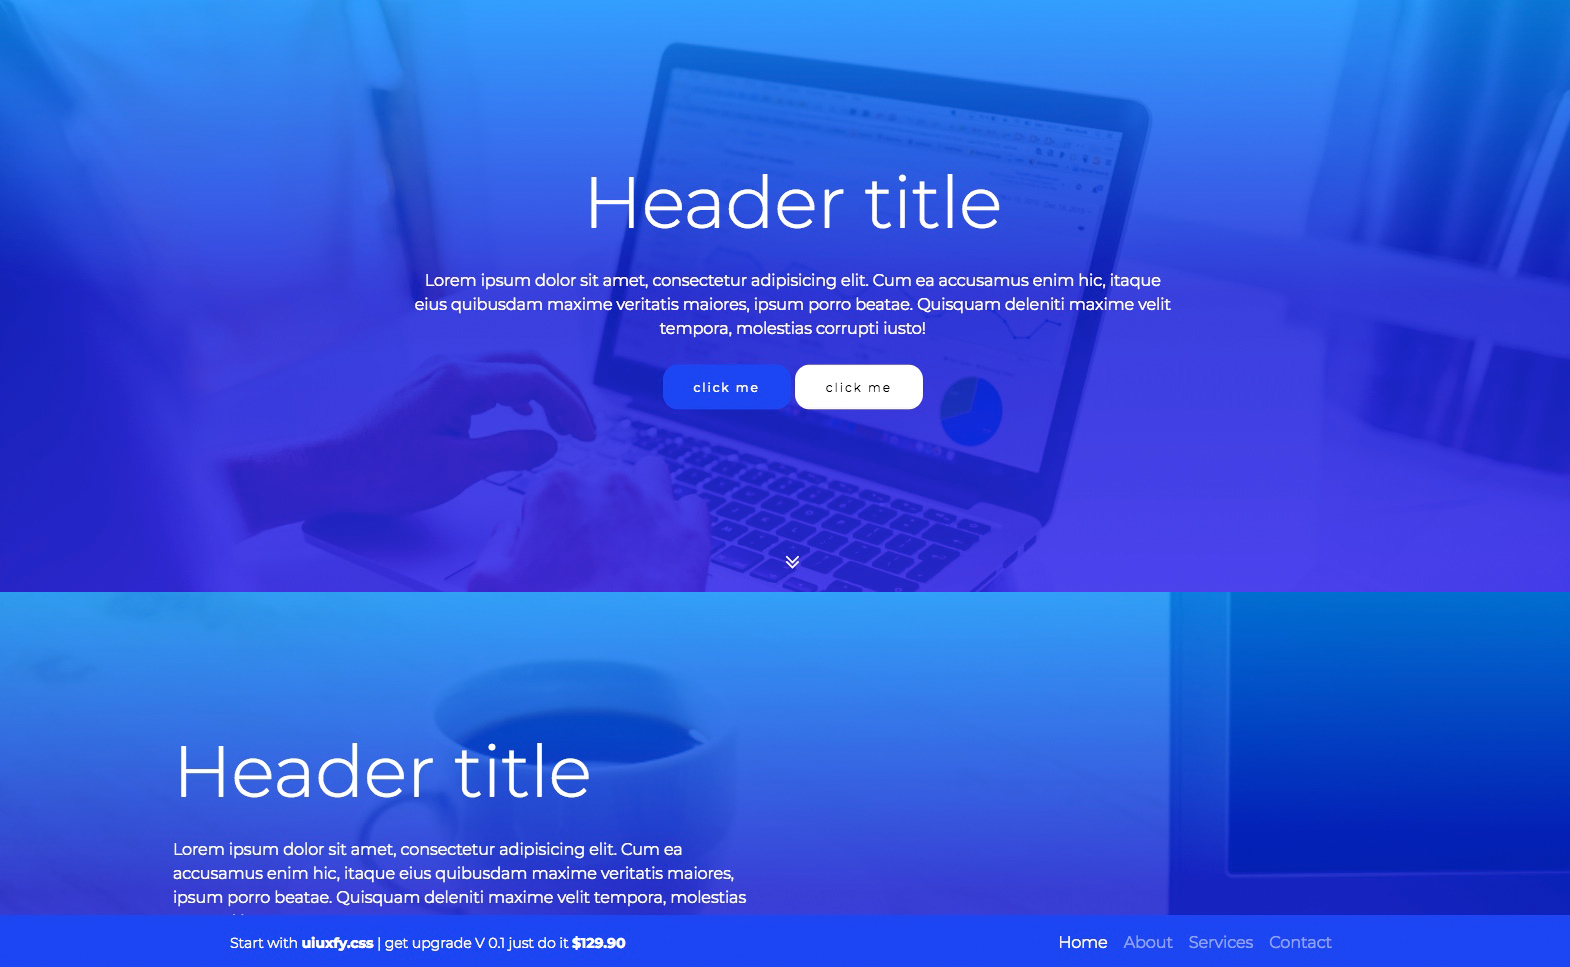 Header title
Lorem ipsum dolor sit amet, consectetur adipisicing elit. Cum ea accusamus enim hic, itaque
eius quibusdam maxime veritatis maiores, ipsum porro beatae. Quisquam deleniti maxime velit
tempora, molestias corrupti iusto!
click me click me
Header title
Lorem ipsum dolor sit amet, consectetur adipisicing elit. Cum ea
accusamus enim hic, itaque eius quibusdam maxime veritatis maiores,
ipsum porro beatae. Quisquam deleniti maxime velit tempora, molestias
Start with uiuxfy.css | get upgrade V 0.1 just do it $129.90
Home About Services Contact